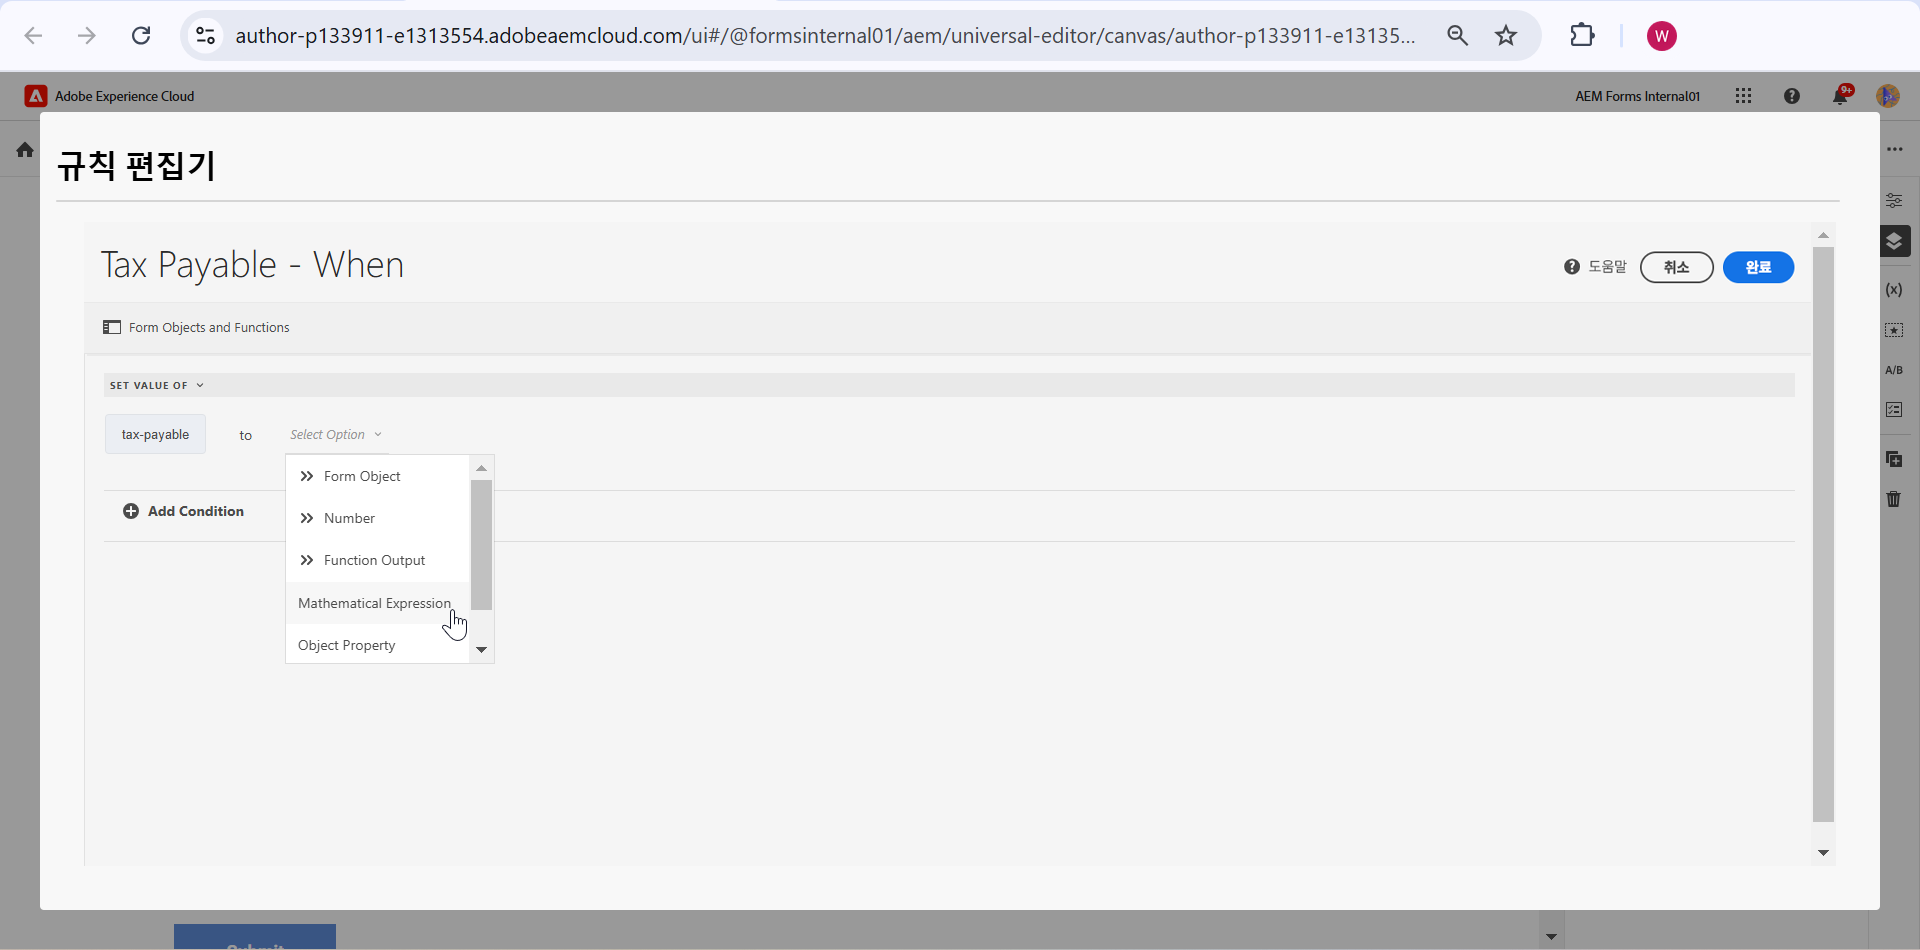 author-p133911-e1313554.adobeaemcloud.com/ui#/@formsinternal01/aem/universal-editor/canvas/author-p133911-e13135...
W
Adobe Experience Cloud
AEM Forms Internal01
9+
규칙 편집기
Tax Payable - When
도움말
취소
완료
Form Objects and Functions
(x)
A/B
SET VALUE OF
tax-payable
to
Select Option
Form Object
Number
Function Output
Mathematical Expression
Object Property
Add Condition
Submit